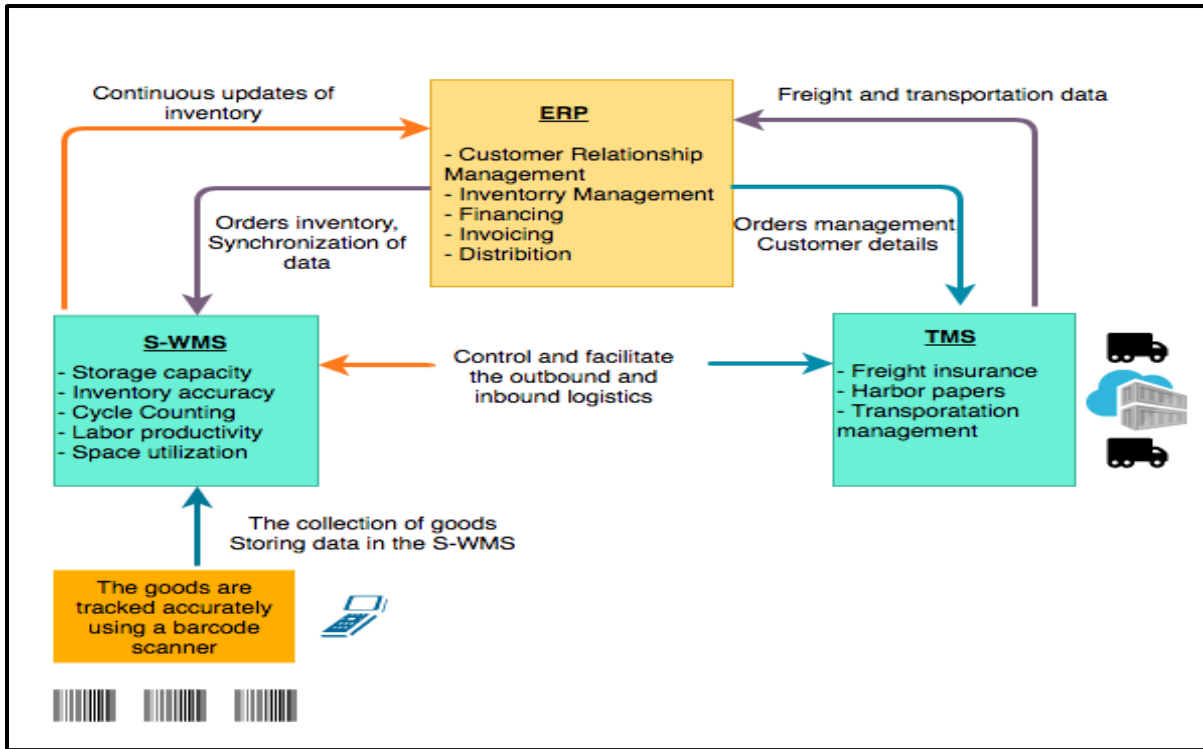 Continuous updates of
inventory
ERP
- Customer Relationship
Management
- Inventorry Management
- Financing
- Invoicing
- Distribition
Freight and transportation data
Orders inventory,
Synchronization of
data
Orders management
Customer details
S-WMS
- Storage capacity
- Inventory accuracy
- Cycle Counting
- Labor productivity
- Space utilization
Control and facilitate
the outbound and
inbound logistics
TMS
- Freight insurance
- Harbor papers
- Transporatation
management
The collection of goods
Storing data in the S-WMS
The goods are
tracked accurately
using a barcode
scanner